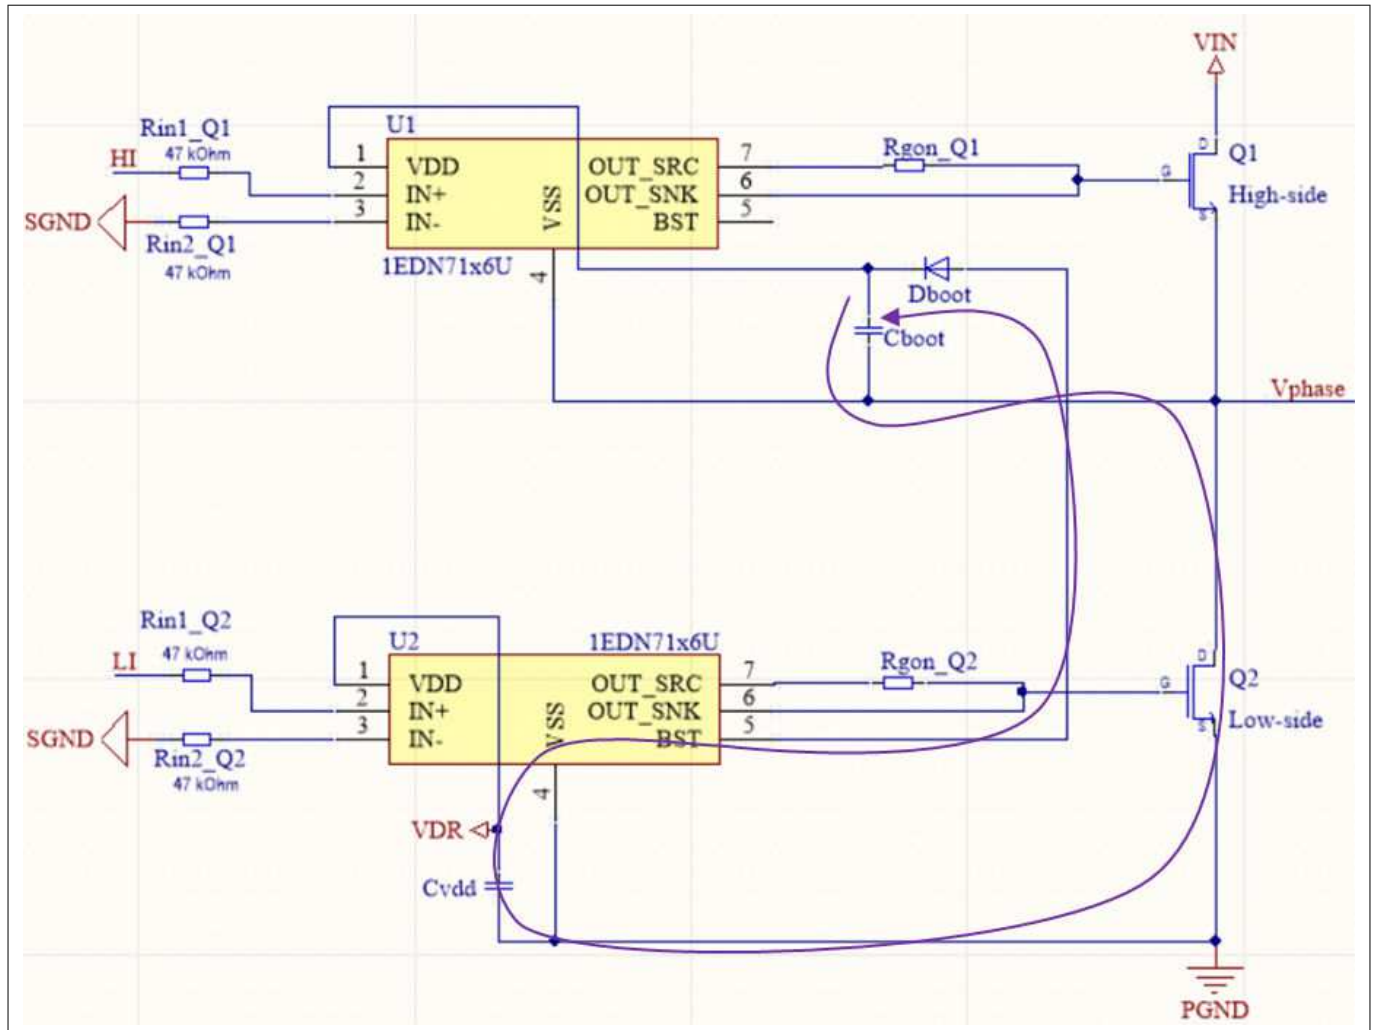 VIN
Rin1_Q1
47 kOhm
HI
U1
1
VDD
OUT_SRC
7
Rgon_Q1
D
Q1
2
IN+
VSS
OUT_SNK
6
G
High-side
SGND
3
IN-
BST
5
S
Rin2_Q1
47 kOhm
1EDN71x6U
4
Dboot
Cboot
Vphase
Rin1_Q2
47 kOhm
LI
U2
1EDN71x6U
1
VDD
OUT_SRC
7
Rgon_Q2
D
Q2
2
IN+
VSS
OUT_SNK
6
G
Low-side
SGND
3
IN-
BST
5
S
Rin2_Q2
47 kOhm
4
VDR
Cvdd
PGND